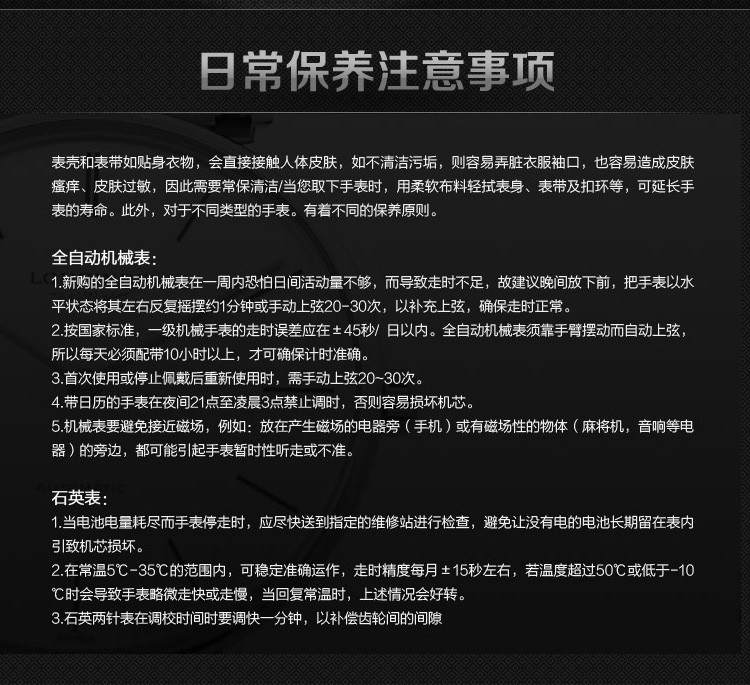 日常保养注意事项
表壳和表带如贴身衣物，会直接接触人体皮肤，如不清洁污垢，则容易弄脏衣服袖口，也容易造成皮肤
瘙痒、皮肤过敏，因此需要常保清洁/当您取下手表时，用柔软布料轻拭表身、表带及扣环等，可延长手
表的寿命。此外，对于不同类型的手表。有着不同的保养原则。
全自动机械表：
1.新购的全自动机械表在一周内恐怕日间活动量不够，而导致走时不足，故建议晚间放下前，把手表以水
平状态将其左右反复摇摆约1分钟或手动上弦20-30次，以补充上弦，确保走时正常。
2.按国家标准，一级机械手表的走时误差应在±45秒/ 日以内。全自动机械表须靠手臂摆动而自动上弦，
所以每天必须配带10小时以上，才可确保计时准确。
3.首次使用或停止佩戴后重新使用时，需手动上弦20~30次。
4.带日历的手表在夜间21点至凌晨3点禁止调时，否则容易损坏机芯。
5.机械表要避免接近磁场，例如：放在产生磁场的电器旁（手机）或有磁场性的物体（麻将机，音响等电
器）的旁边，都可能引起手表暂时性听走或不准。
石英表：
1.当电池电量耗尽而手表停走时，应尽快送到指定的维修站进行检查，避免让没有电的电池长期留在表内
引致机芯损坏。
2.在常温5℃-35℃的范围内，可稳定准确运作，走时精度每月±15秒左右，若温度超过50℃或低于-10
℃时会导致手表略微走快或走慢，当回复常温时，上述情况会好转。
3.石英两针表在调校时间时要调快一分钟，以补偿齿轮间的间隙